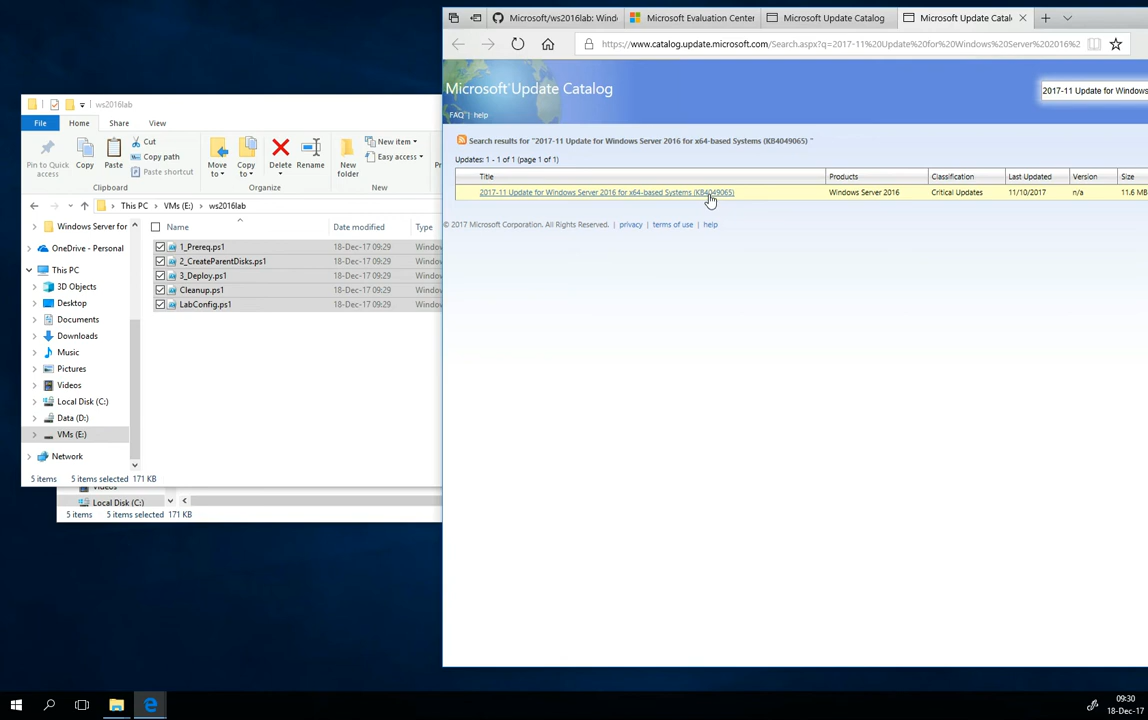 Microsoft/ws2016lab: Wind
Microsoft Evaluation Center
Microsoft Update Catalog
Microsoft Update Catal
https://www.catalog.update.microsoft.com/Search.aspx?q=2017-11%20Update%20for%20Windows%20Server%202016%2
Microsoft Update Catalog
2017-11 Update for Windows
FAQ | help
Search results for "2017-11 Update for Windows Server 2016 for x64-based Systems (KB4049065) "
Updates: 1 - 1 of 1 (page 1 of 1)
Title Products Classification Last Updated Version Size
2017-11 Update for Windows Server 2016 for x64-based Systems (KB4049065) Windows Server 2016 Critical Updates 11/10/2017 n/a 11.6 MB
© 2017 Microsoft Corporation. All Rights Reserved. | privacy | terms of use | help
ws2016lab
File Home Share View
Pin to Quick access
Copy
Paste
Cut
Copy path
Paste shortcut
Clipboard
Move to
Copy to
Delete
Rename
Organize
New folder
New item
Easy access
This PC > VMs (E:) > ws2016lab
Name Date modified Type
1_Prereq.ps1 18-Dec-17 09:29 Window
2_CreateParentDisks.ps1 18-Dec-17 09:29 Window
3_Deploy.ps1 18-Dec-17 09:29 Window
Cleanup.ps1 18-Dec-17 09:29 Window
LabConfig.ps1 18-Dec-17 09:29 Window
Windows Server for
OneDrive - Personal
This PC
3D Objects
Desktop
Documents
Downloads
Music
Pictures
Videos
Local Disk (C:)
Data (D:)
VMs (E:)
Network
5 items 5 items selected 171 KB
Videos
Local Disk (C:)
5 items 5 items selected 171 KB
09:30
18-Dec-17